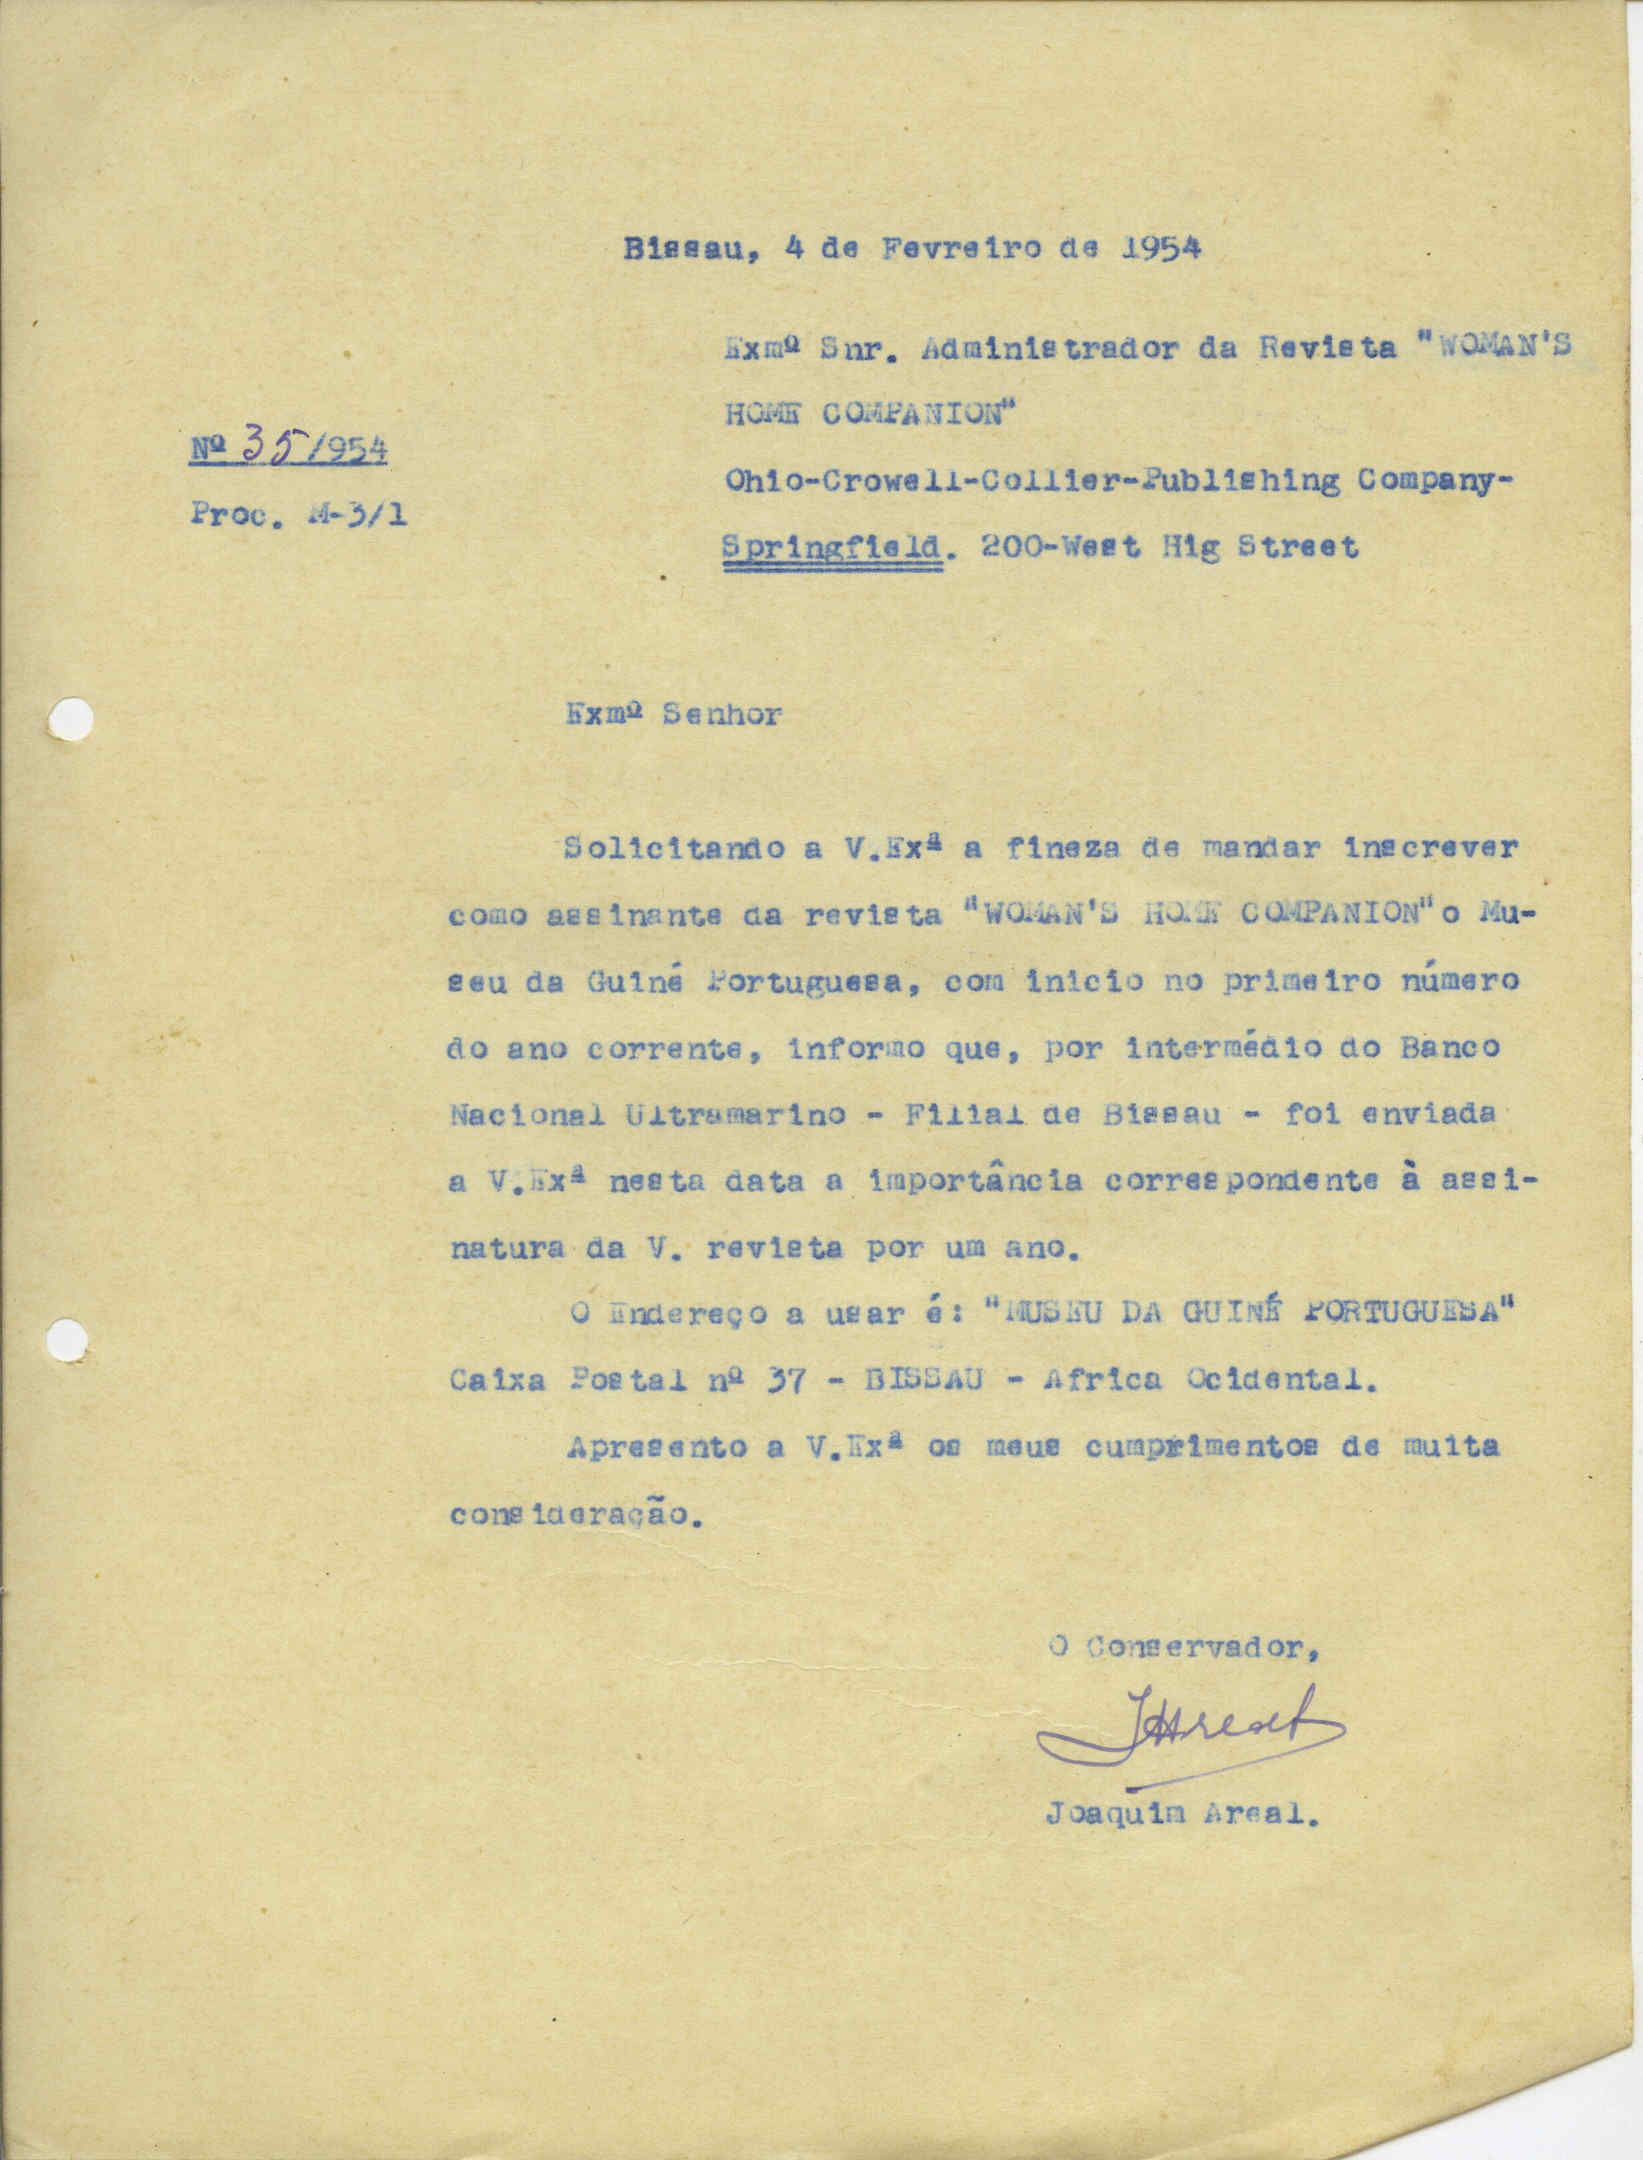 Bissau, 4 de Fevreiro de 1954
Exmº Snr. Administrador da Revista "WOMAN'S
HOME COMPANION"
Nº 35/954
Ohio-Crowell-Collier-Publishing Company-
Proc. M-3/1
Springfield. 200-West Hig Street
Exmº Senhor
Solicitando a V.Exª a fineza de mandar inscrever
como assinante da revista "WOMAN'S HOME COMPANION" o Mu-
seu da Guiné Portuguesa, com inicio no primeiro número
do ano corrente, informo que, por intermédio do Banco
Nacional Ultramarino - Filial de Bissau - foi enviada
a V.Exª nesta data a importância correspondente à assi-
natura da V. revista por um ano.
O Endereço a usar é: "MUSEU DA GUINÉ PORTUGUESA"
Caixa Postal nº 37 - BISSAU - Africa Ocidental.
Apresento a V.Exª os meus cumprimentos de muita
consideração.
O Conservador,
JAreal
Joaquim Areal.